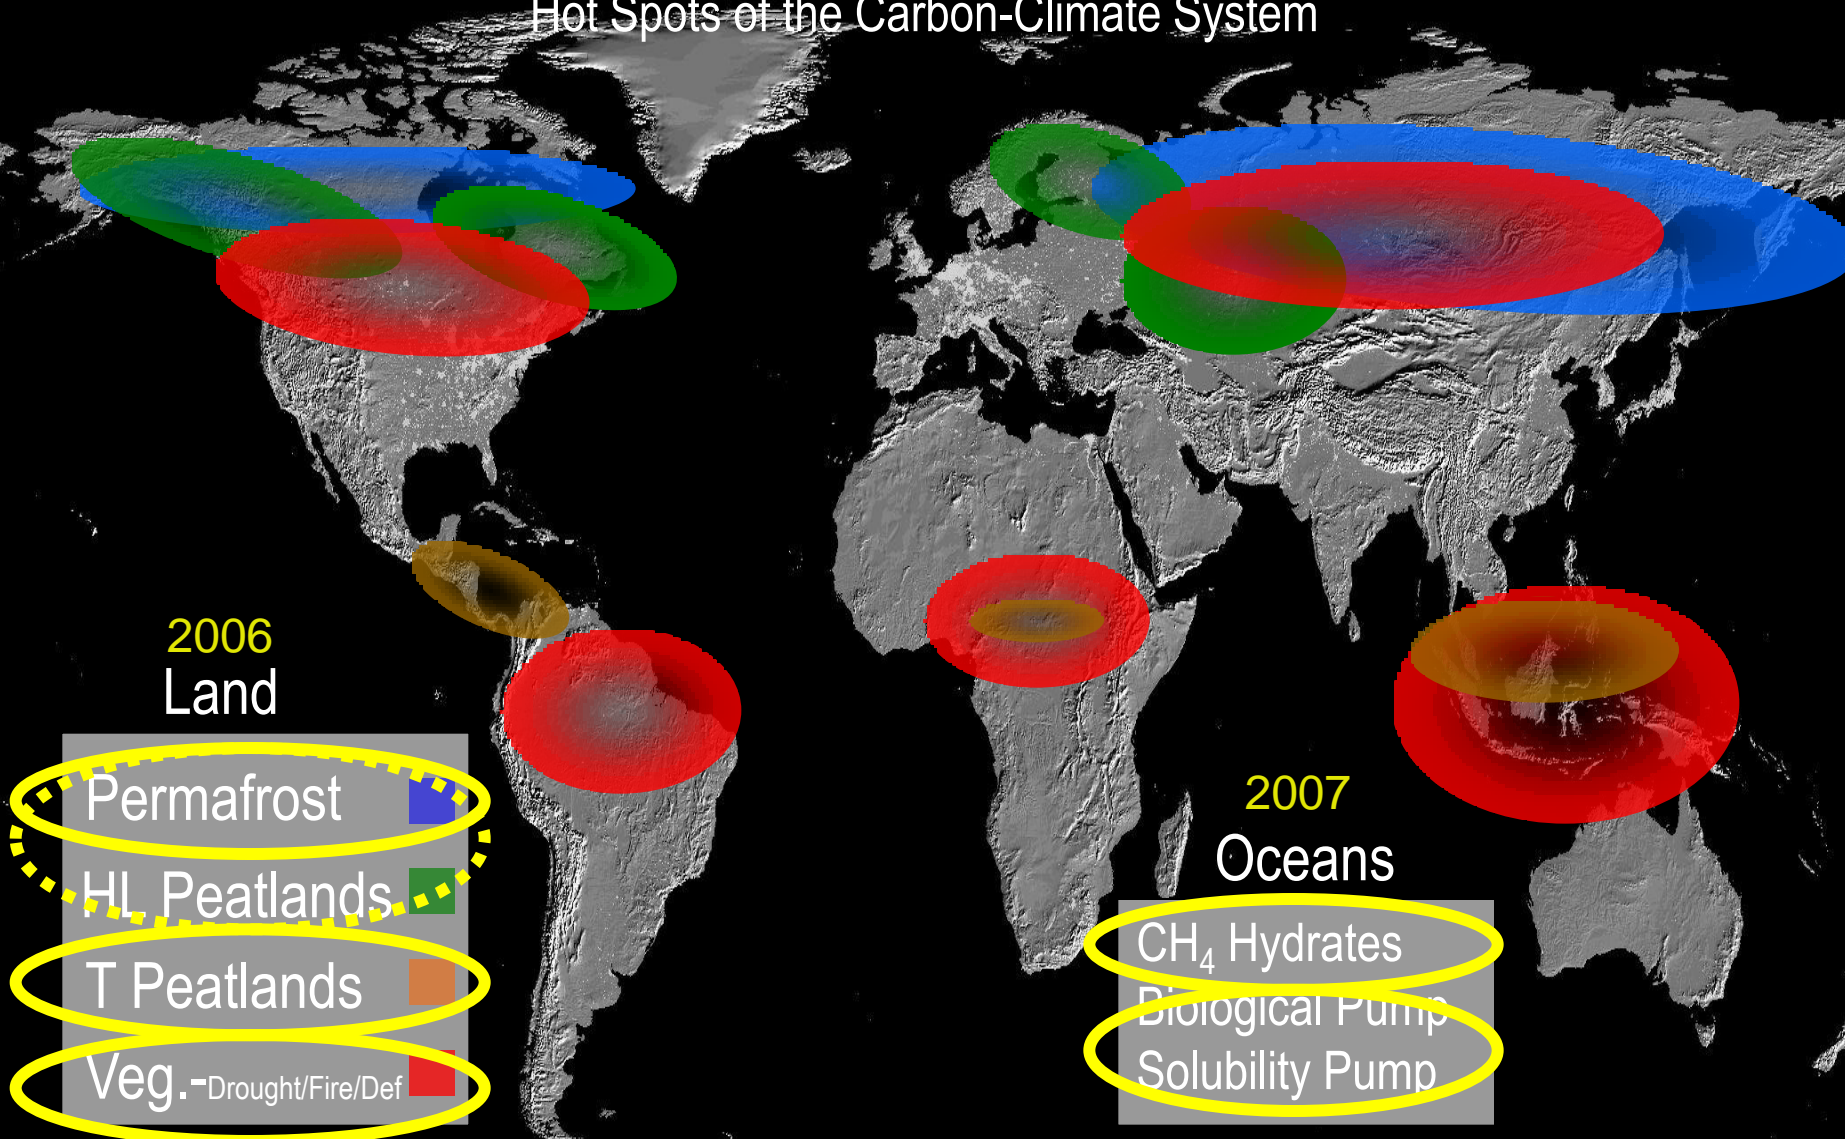 Hot Spots of the Carbon-Climate System
2006
Land
Permafrost
HL Peatlands
T Peatlands
Veg.-Drought/Fire/Def
2007
Oceans
CH₄ Hydrates
Biological Pump
Solubility Pump